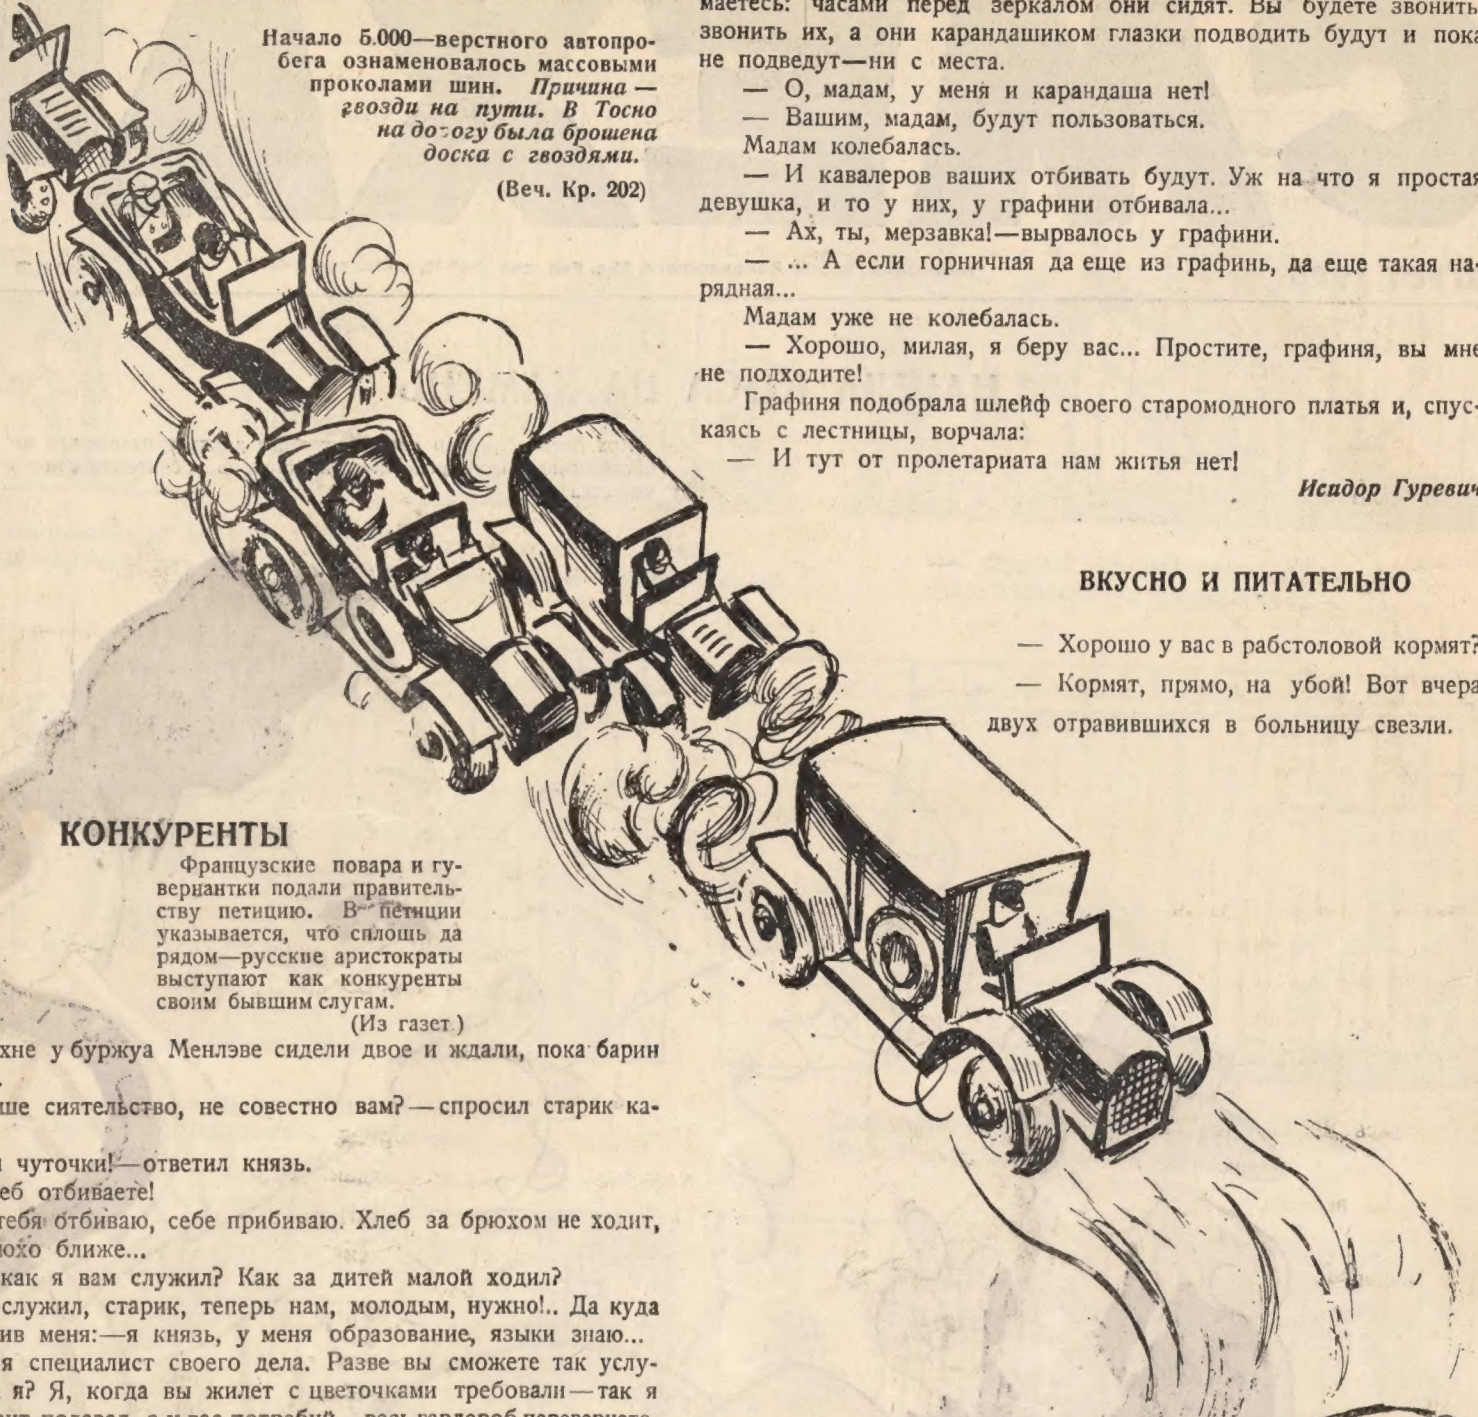 Начало 5.000—верстного автопро-
бега ознаменовалось массовыми
проколами шин. Причина —
гвозди на пути. В Тосно
на дорогу была брошена
доска с гвоздями.
(Веч. Кр. 202)
КОНКУРЕНТЫ
Французские повара и гу-
вернантки подали правитель-
ству петицию. В петиции
указывается, что сплошь да
рядом—русские аристократы
выступают как конкуренты
своим бывшим слугам.
(Из газет)
хне у буржуа Менлэве сидели двое и ждали, пока барин
ше сиятельство, не совестно вам?—спросил старик ка-
чуточки!—ответил князь.
еб отбиваете!
тебя отбиваю, себе прибиваю. Хлеб за брюхом не ходит,
юхо ближе...
как я вам служил? Как за дитей малой ходил?
служил, старик, теперь нам, молодым, нужно!.. Да куда
ив меня:—я князь, у меня образование, языки знаю...
я специалист своего дела. Разве вы сможете так услу-
я? Я, когда вы жилет с цветочками требовали—так я
маетесь: часами перед зеркалом они сидят. Вы будете звонить
звонить их, а они карандашиком глазки подводить будут и пока
не подведут—ни с места.
— О, мадам, у меня и карандаша нет!
— Вашим, мадам, будут пользоваться.
Мадам колебалась.
— И кавалеров ваших отбивать будут. Уж на что я простая
девушка, и то у них, у графини отбивала...
— Ах, ты, мерзавка!—вырвалось у графини.
— ... А если горничная да еще из графинь, да еще такая на-
рядная...
Мадам уже не колебалась.
— Хорошо, милая, я беру вас... Простите, графиня, вы мне
не подходите!
Графиня подобрала шлейф своего старомодного платья и, спус-
каясь с лестницы, ворчала:
— И тут от пролетариата нам житья нет!
Исадор Гуревич
ВКУСНО И ПИТАТЕЛЬНО
— Хорошо у вас в рабстоловой кормят?
— Кормят, прямо, на убой! Вот вчера
двух отравившихся в больницу свезли.